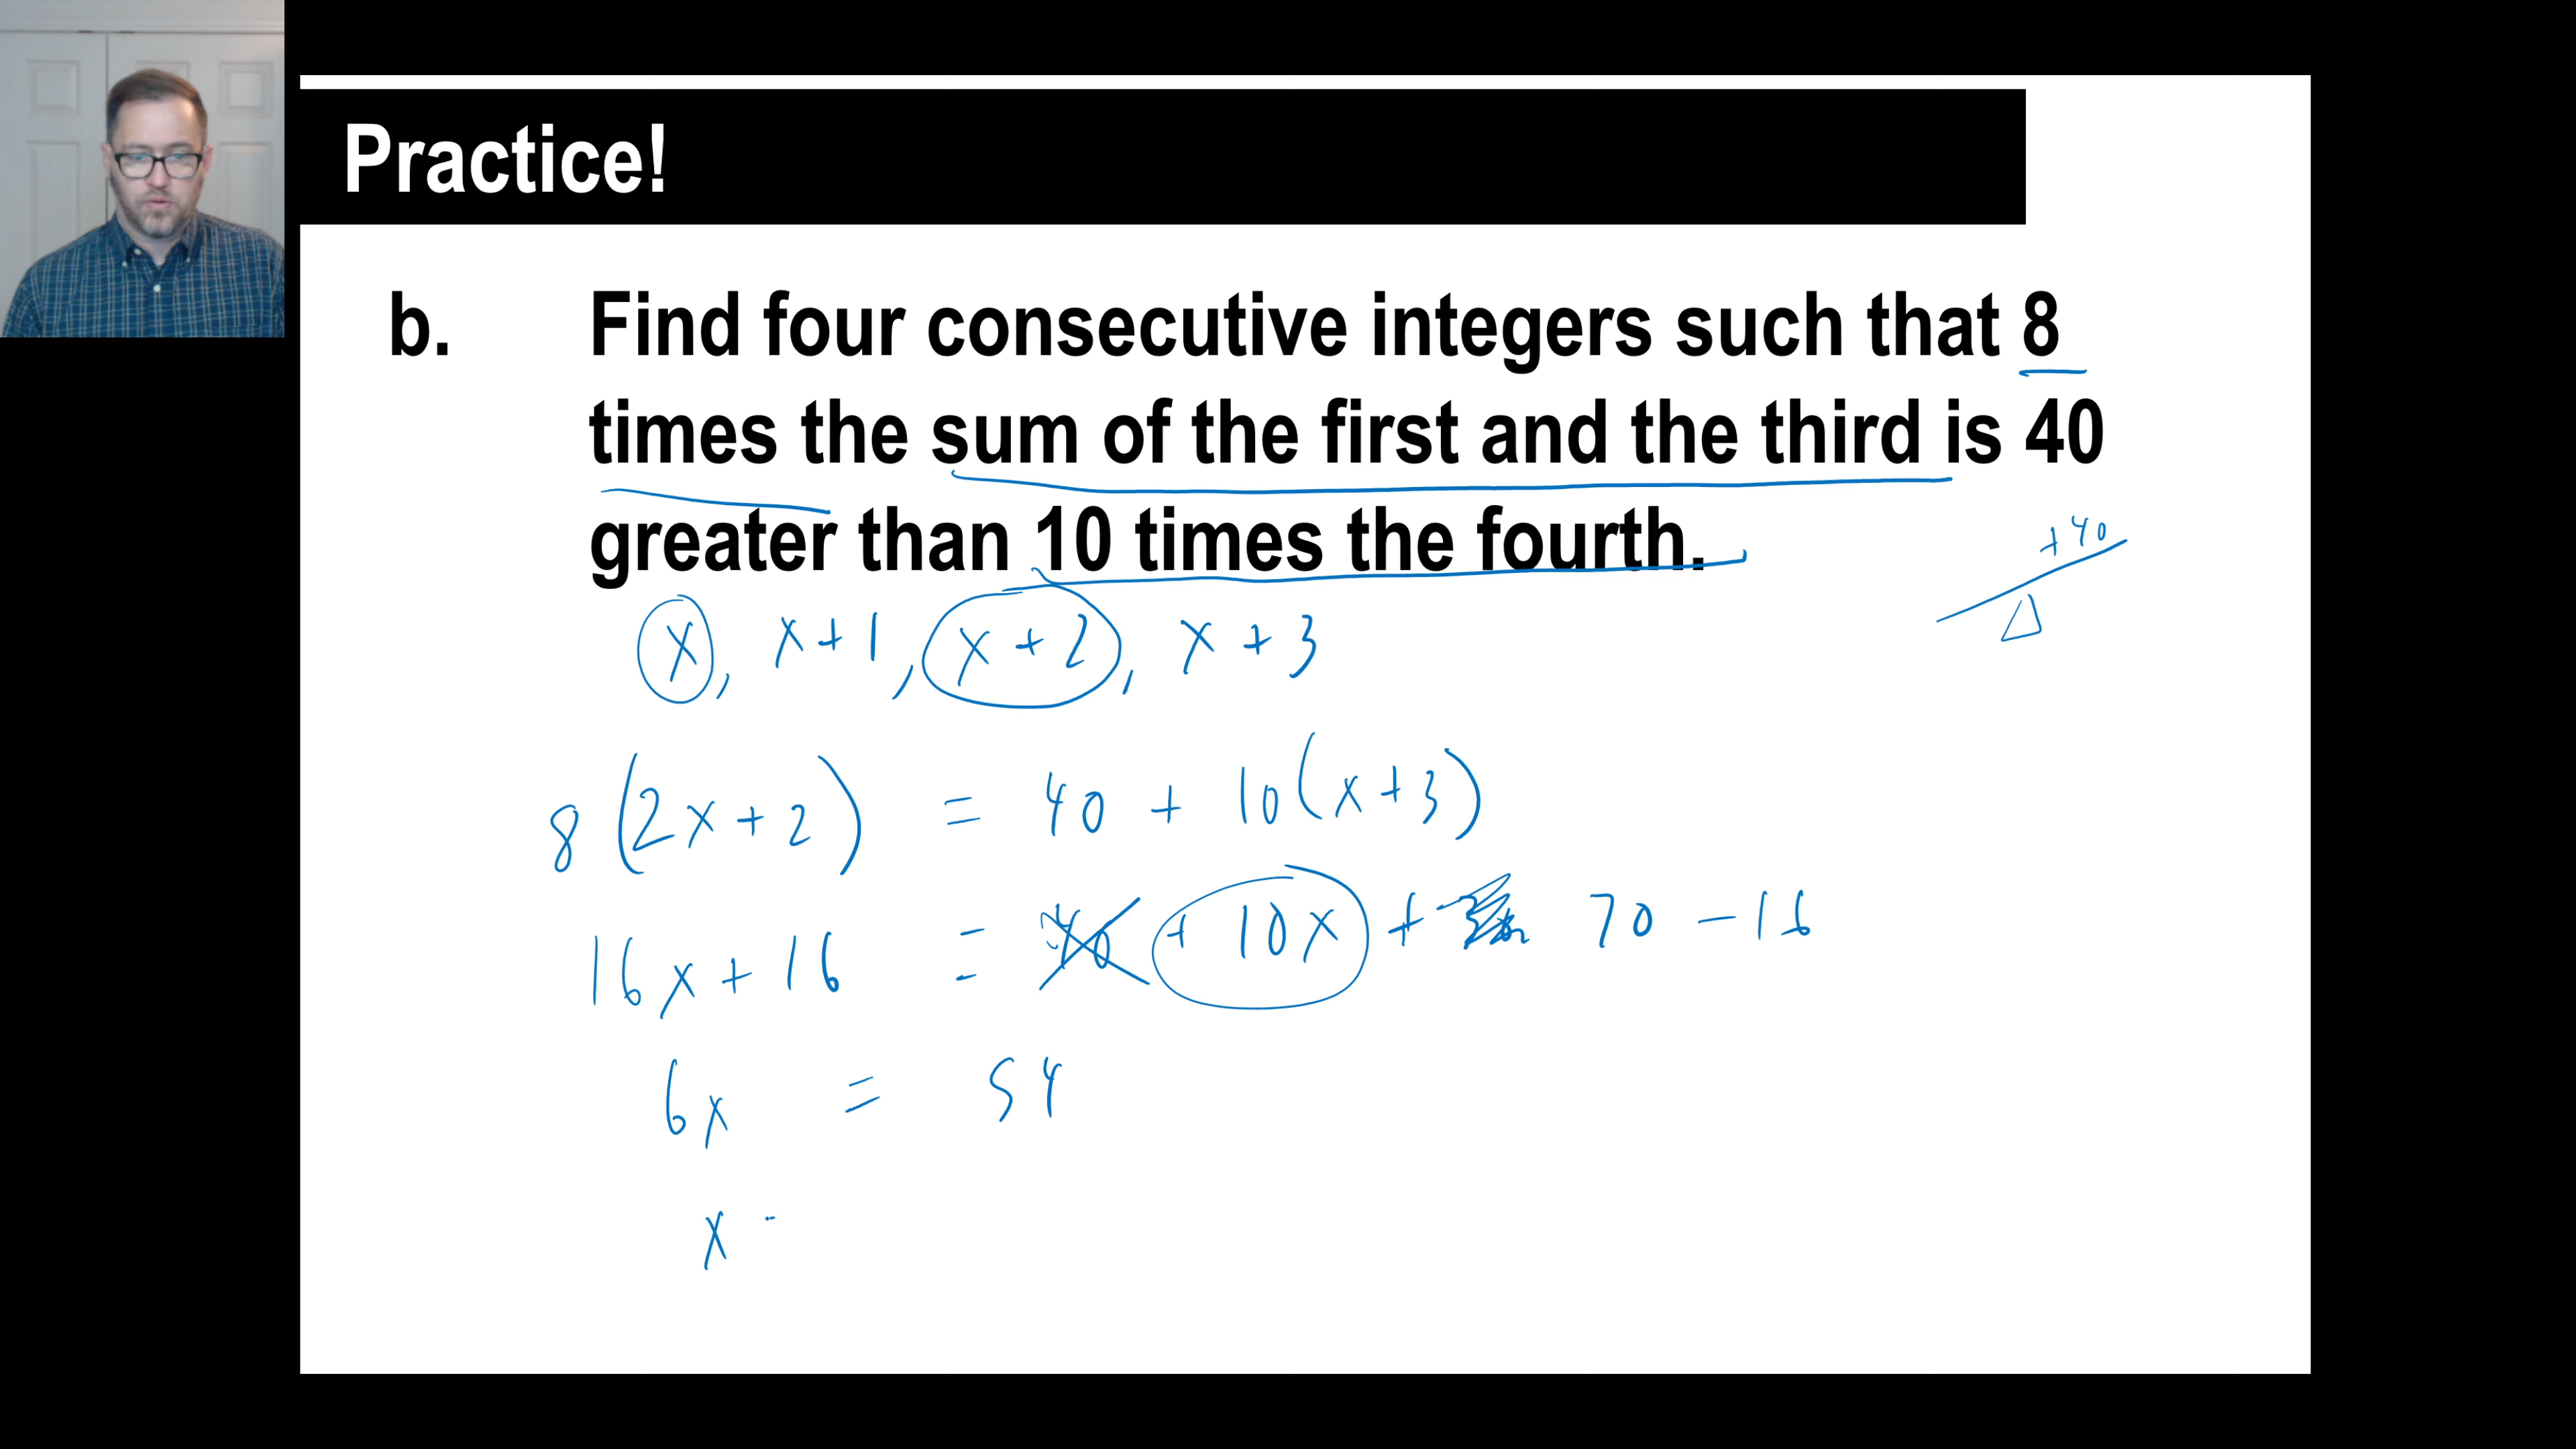 Practice!
b. Find four consecutive integers such that 8
times the sum of the first and the third is 40
greater than 10 times the fourth.
+40
x, x+1, x+2, x+3
8(2x+2) = 40 + 10(x+3)
16x+16 = 40 + 10x + 70 -16
6x = 54
x